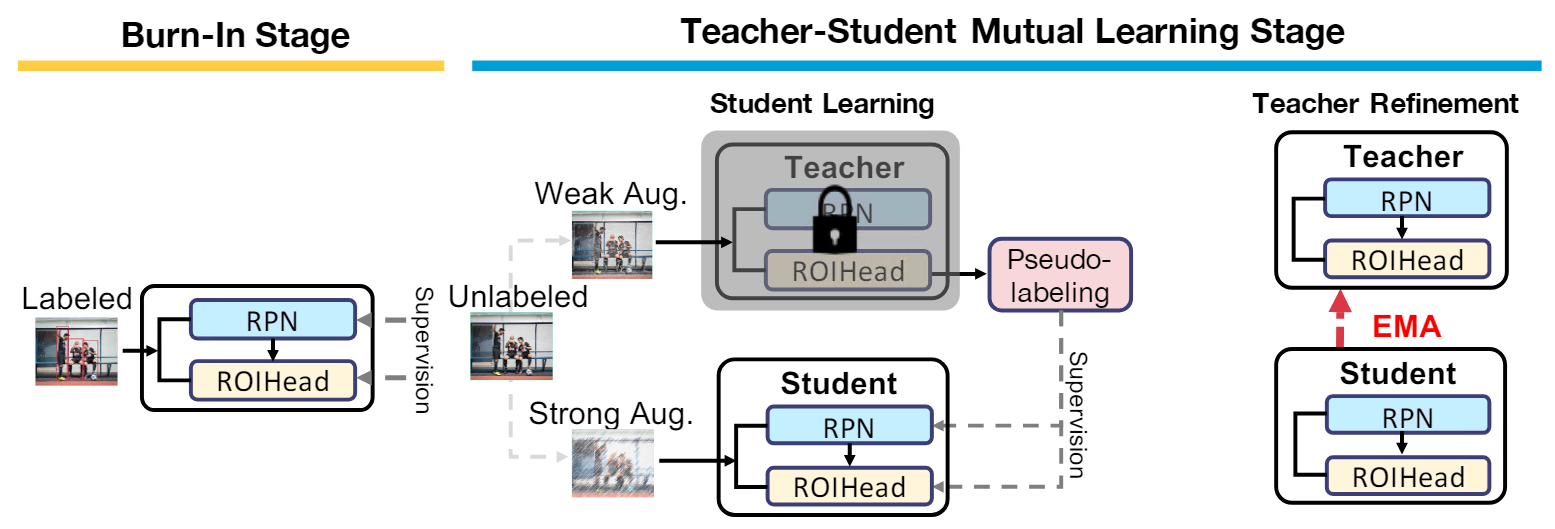 Burn-In Stage
Teacher-Student Mutual Learning Stage
Labeled
RPN
ROIHead
Supervision
Unlabeled
Student Learning
Weak Aug.
Teacher
RPN
ROIHead
Pseudo-
labeling
Strong Aug.
Student
RPN
ROIHead
Supervision
Teacher Refinement
Teacher
RPN
ROIHead
EMA
Student
RPN
ROIHead